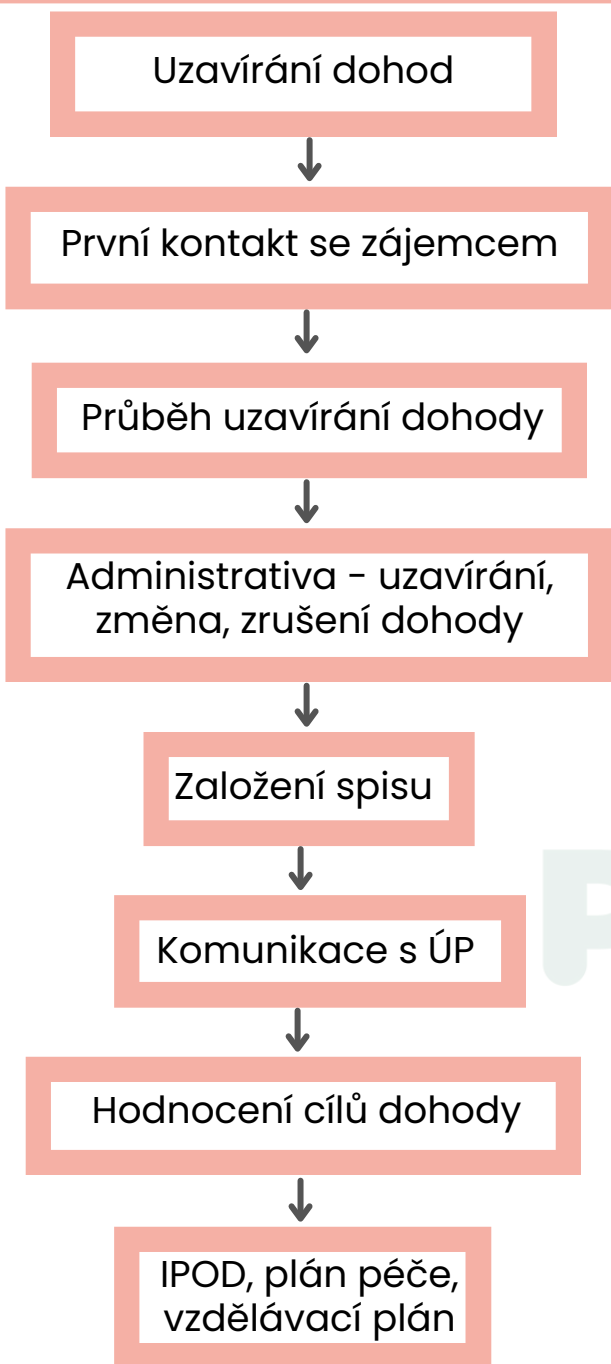 Uzavírání dohod
První kontakt se zájemcem
Průběh uzavírání dohody
Administrativa - uzavírání,
změna, zrušení dohody
Založení spisu
Komunikace s ÚP
Hodnocení cílů dohody
IPOD, plán péče,
vzdělávací plán